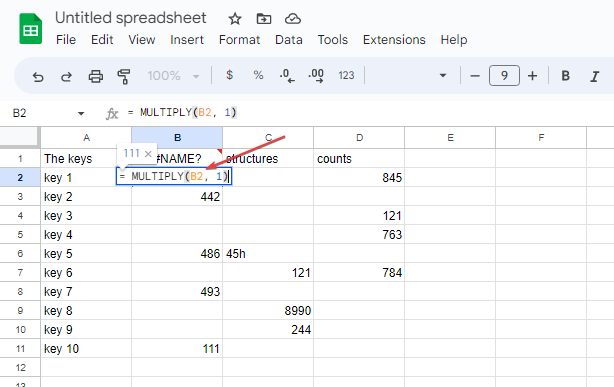 Untitled spreadsheet
File Edit View Insert Format Data Tools Extensions Help
100% $ % .0 .00 123 − 9 + B I
B2 fx = MULTIPLY(B2, 1)
A B C D E F
111 ×
1 The keys #NAME? structures counts
2 key 1 = MULTIPLY(B2, 1) 845
3 key 2 442
4 key 3 121
5 key 4 763
6 key 5 486 45h
7 key 6 121 784
8 key 7 493
9 key 8 8990
10 key 9 244
11 key 10 111
12
13